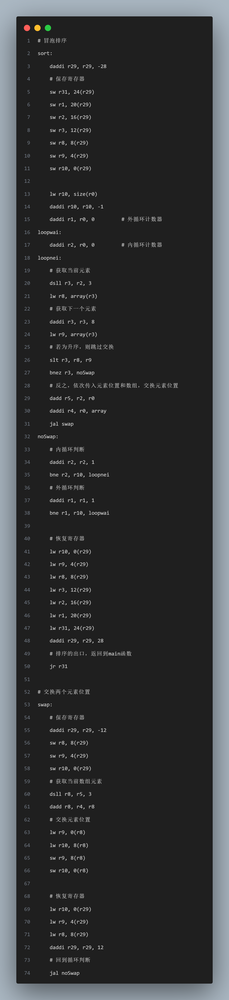 1 # 冒泡排序
2 sort:
3 daddi r29, r29, -28
4 # 保存寄存器
5 sw r31, 24(r29)
6 sw r1, 20(r29)
7 sw r2, 16(r29)
8 sw r3, 12(r29)
9 sw r8, 8(r29)
10 sw r9, 4(r29)
11 sw r10, 0(r29)
12
13 lw r10, size(r0)
14 daddi r10, r10, -1
15 daddi r1, r0, 0 # 外循环计数器
16 loopwai:
17 daddi r2, r0, 0 # 内循环计数器
18 loopnei:
19 # 获取当前元素
20 dsll r3, r2, 3
21 lw r8, array(r3)
22 # 获取下一个元素
23 daddi r3, r3, 8
24 lw r9, array(r3)
25 # 若为升序，则跳过交换
26 slt r3, r8, r9
27 bnez r3, noSwap
28 # 反之，依次传入元素位置和数组，交换元素位置
29 dadd r5, r2, r0
30 daddi r4, r0, array
31 jal swap
32 noSwap:
33 # 内循环判断
34 daddi r2, r2, 1
35 bne r2, r10, loopnei
36 # 外循环判断
37 daddi r1, r1, 1
38 bne r1, r10, loopwai
39
40 # 恢复寄存器
41 lw r10, 0(r29)
42 lw r9, 4(r29)
43 lw r8, 8(r29)
44 lw r3, 12(r29)
45 lw r2, 16(r29)
46 lw r1, 20(r29)
47 lw r31, 24(r29)
48 daddi r29, r29, 28
49 # 排序的出口，返回到main函数
50 jr r31
51
52 # 交换两个元素位置
53 swap:
54 # 保存寄存器
55 daddi r29, r29, -12
56 sw r8, 8(r29)
57 sw r9, 4(r29)
58 sw r10, 0(r29)
59 # 获取当前数组元素
60 dsll r8, r5, 3
61 dadd r8, r4, r8
62 # 交换元素位置
63 lw r9, 0(r8)
64 lw r10, 8(r8)
65 sw r9, 8(r8)
66 sw r10, 0(r8)
67
68 # 恢复寄存器
69 lw r10, 0(r29)
70 lw r9, 4(r29)
71 lw r8, 8(r29)
72 daddi r29, r29, 12
73 # 回到循环判断
74 jal noSwap